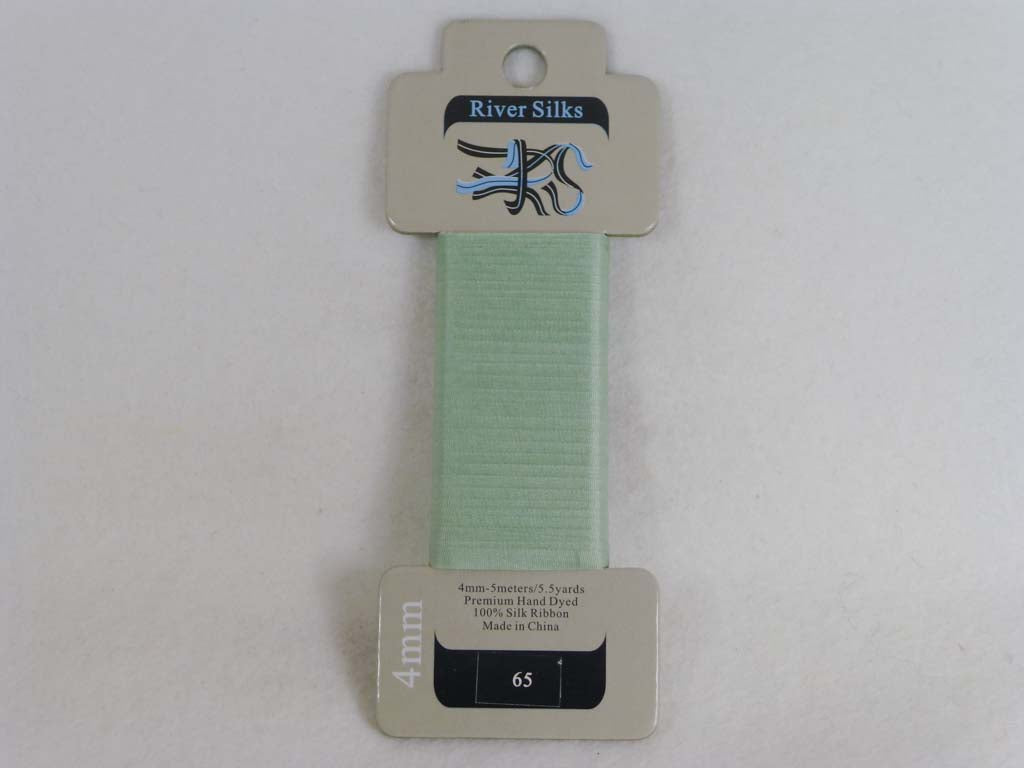 River Silks
RS
4mm-5meters/5.5yards
Premium Hand Dyed
100% Silk Ribbon
Made in China
4mm
65